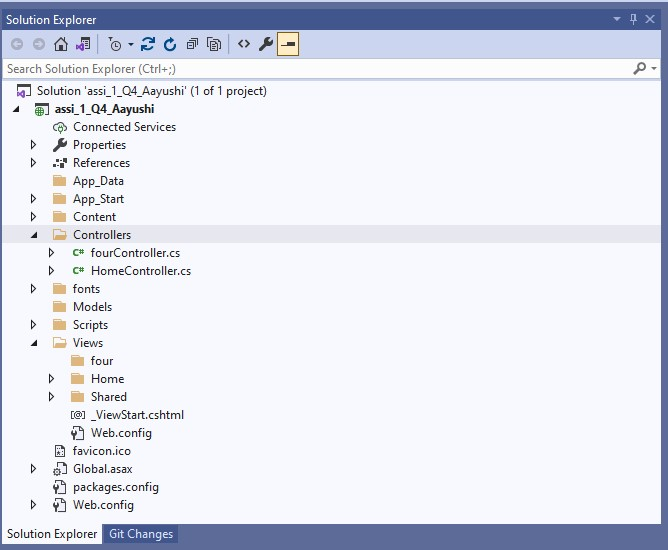 Solution Explorer
Search Solution Explorer (Ctrl+;)
Solution 'assi_1_Q4_Aayushi' (1 of 1 project)
assi_1_Q4_Aayushi
Connected Services
Properties
References
App_Data
App_Start
Content
Controllers
C# fourController.cs
C# HomeController.cs
fonts
Models
Scripts
Views
four
Home
Shared
[@] _ViewStart.cshtml
Web.config
favicon.ico
Global.asax
packages.config
Web.config
Solution Explorer Git Changes